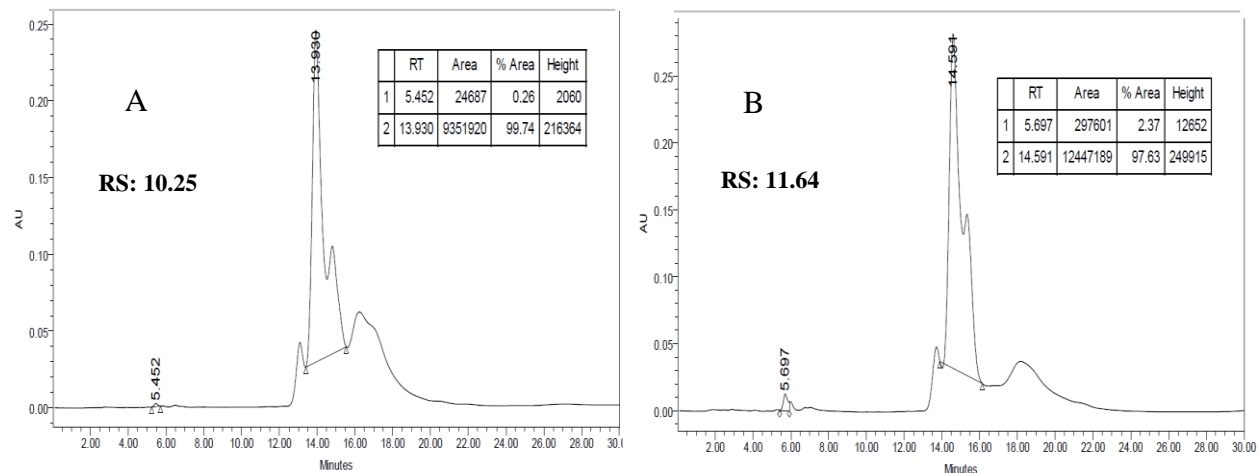 0.25
0.20
0.15
0.10
0.05
0.00
AU
A
RS: 10.25
5.452
13.930
RT Area % Area Height
1 5.452 24687 0.26 2060
2 13.930 9351920 99.74 216364
2.00 4.00 6.00 8.00 10.00 12.00 14.00 16.00 18.00 20.00 22.00 24.00 26.00 28.00 30.0
Minutes
0.25
0.20
0.15
0.10
0.05
0.00
AU
B
RS: 11.64
5.697
14.591
RT Area % Area Height
1 5.697 297601 2.37 12652
2 14.591 12447189 97.63 249915
2.00 4.00 6.00 8.00 10.00 12.00 14.00 16.00 18.00 20.00 22.00 24.00 26.00 28.00 30.00
Minutes